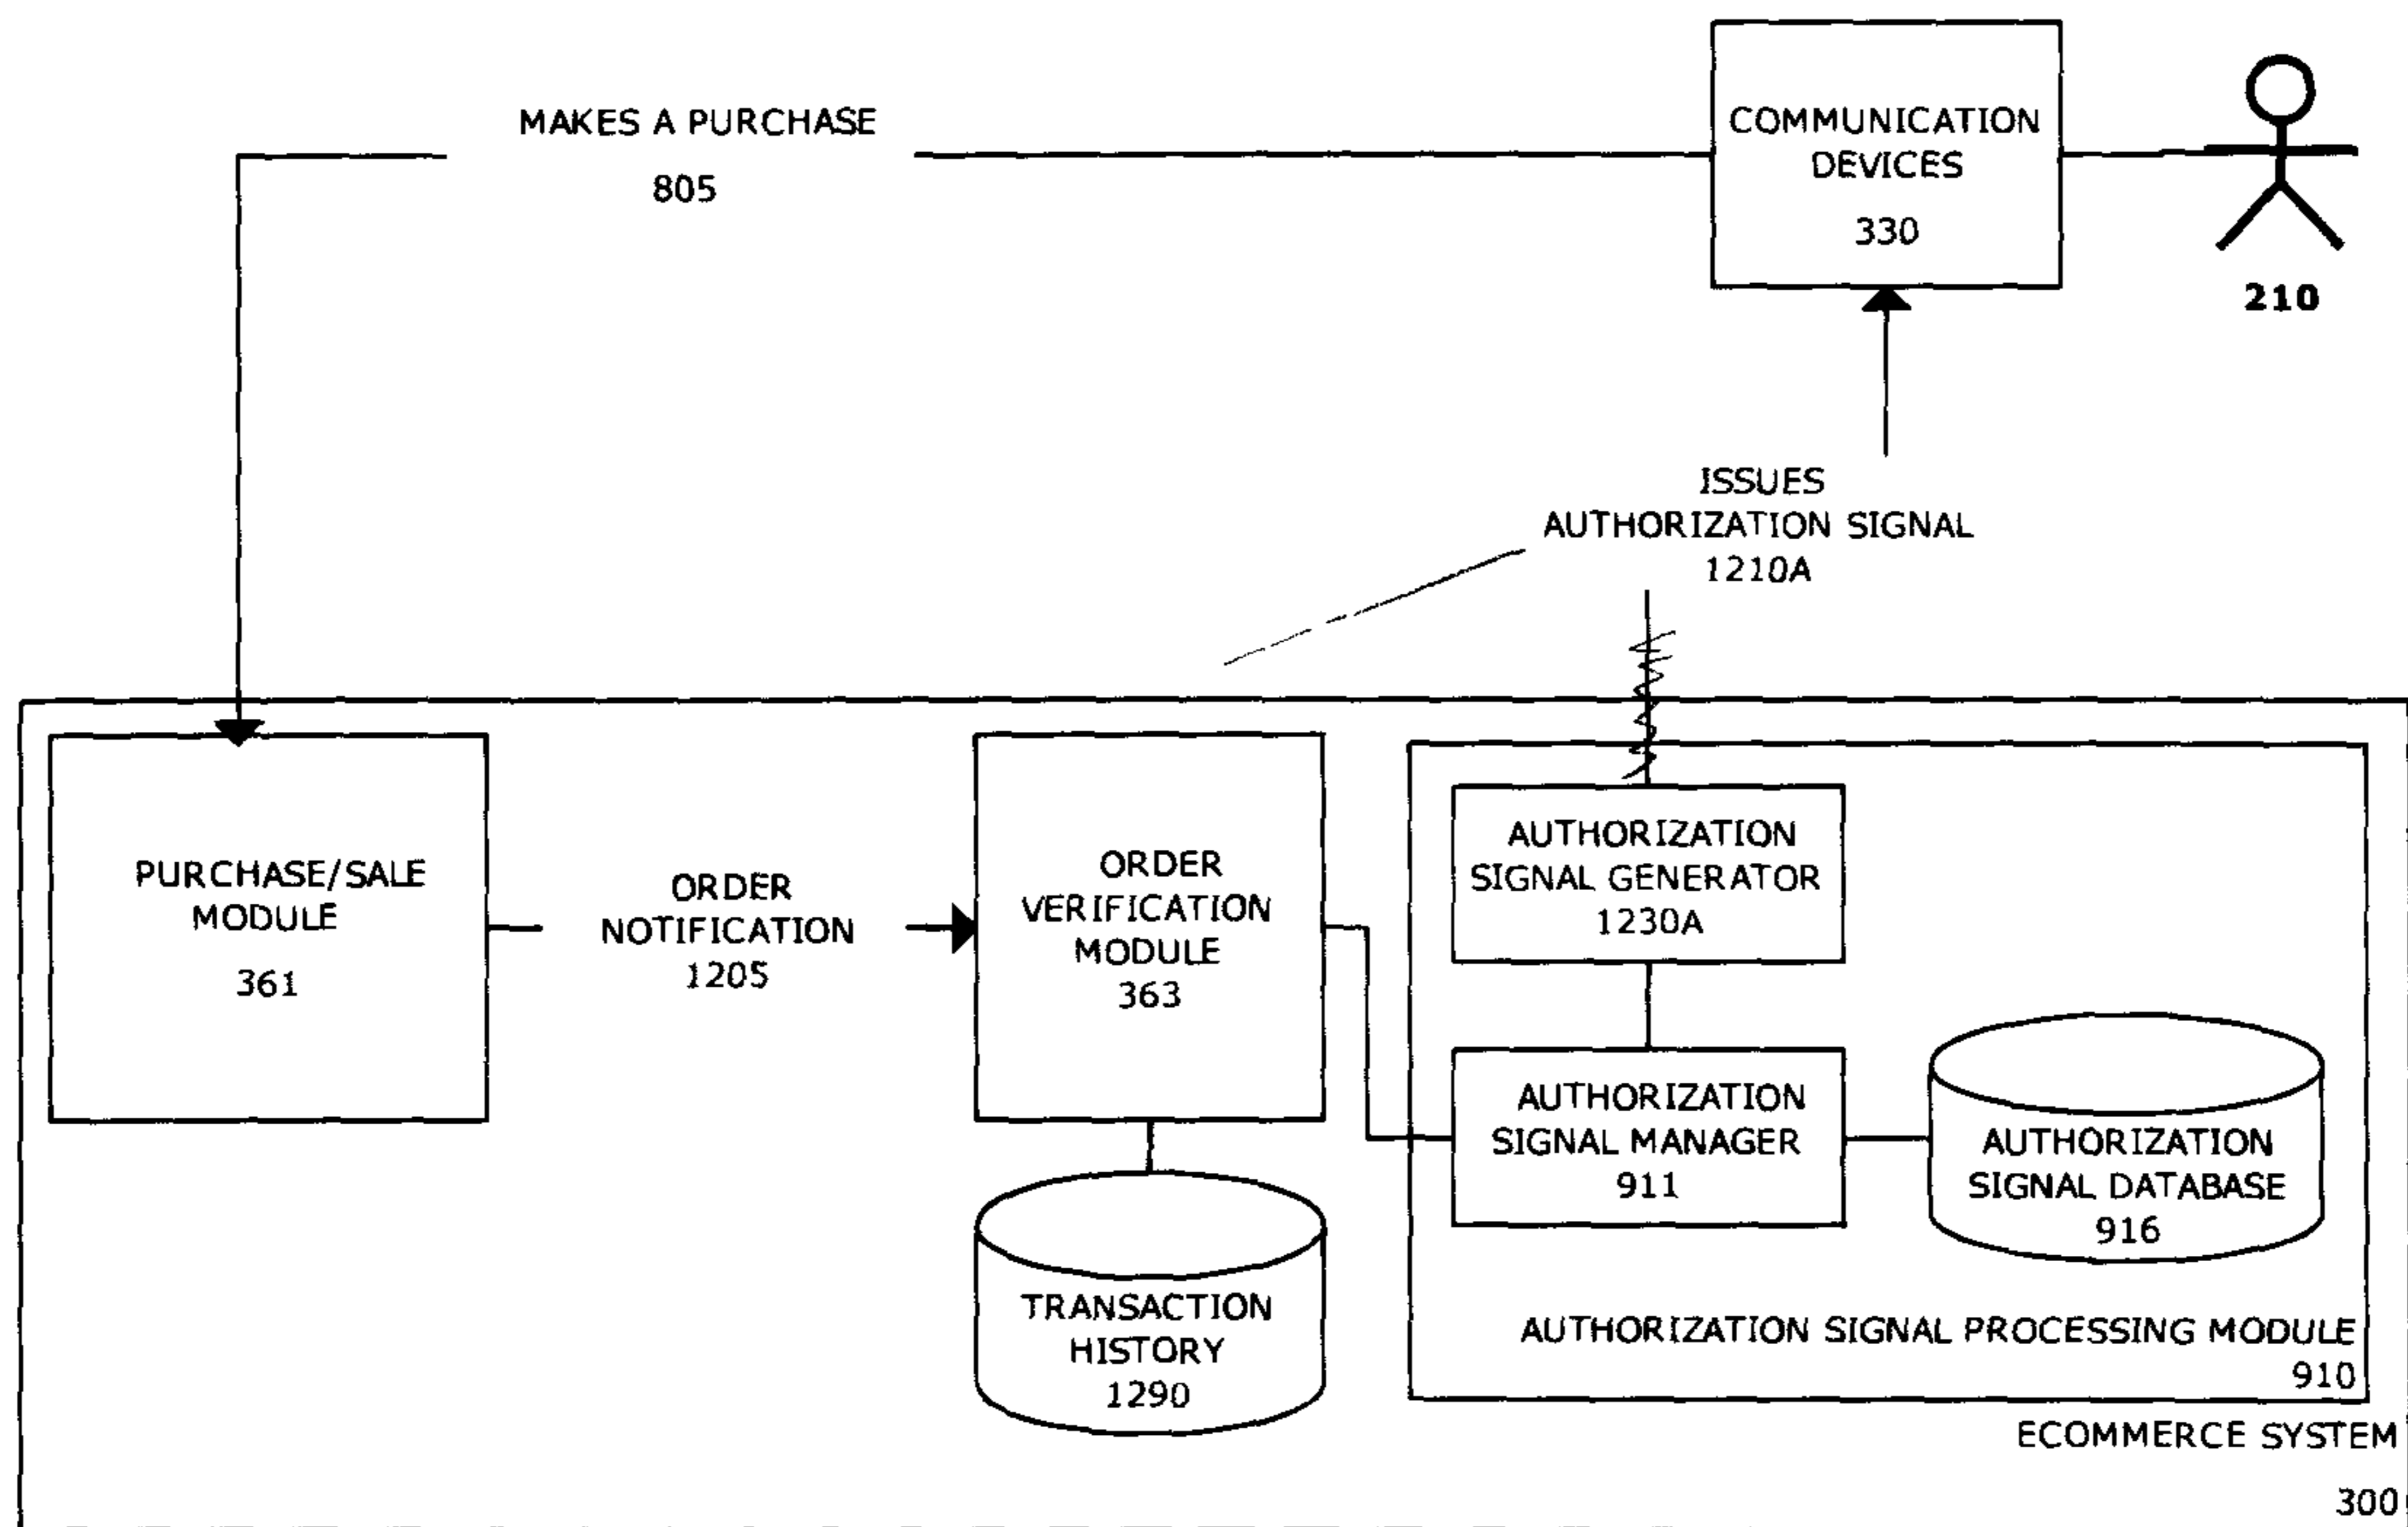 MAKES A PURCHASE
805
COMMUNICATION
DEVICES
330
210
ISSUES
AUTHORIZATION SIGNAL
1210A
PURCHASE/SALE
MODULE
361
ORDER
NOTIFICATION
1205
ORDER
VERIFICATION
MODULE
363
AUTHORIZATION
SIGNAL GENERATOR
1230A
AUTHORIZATION
SIGNAL MANAGER
911
AUTHORIZATION
SIGNAL DATABASE
916
TRANSACTION
HISTORY
1290
AUTHORIZATION SIGNAL PROCESSING MODULE
910
ECOMMERCE SYSTEM
300